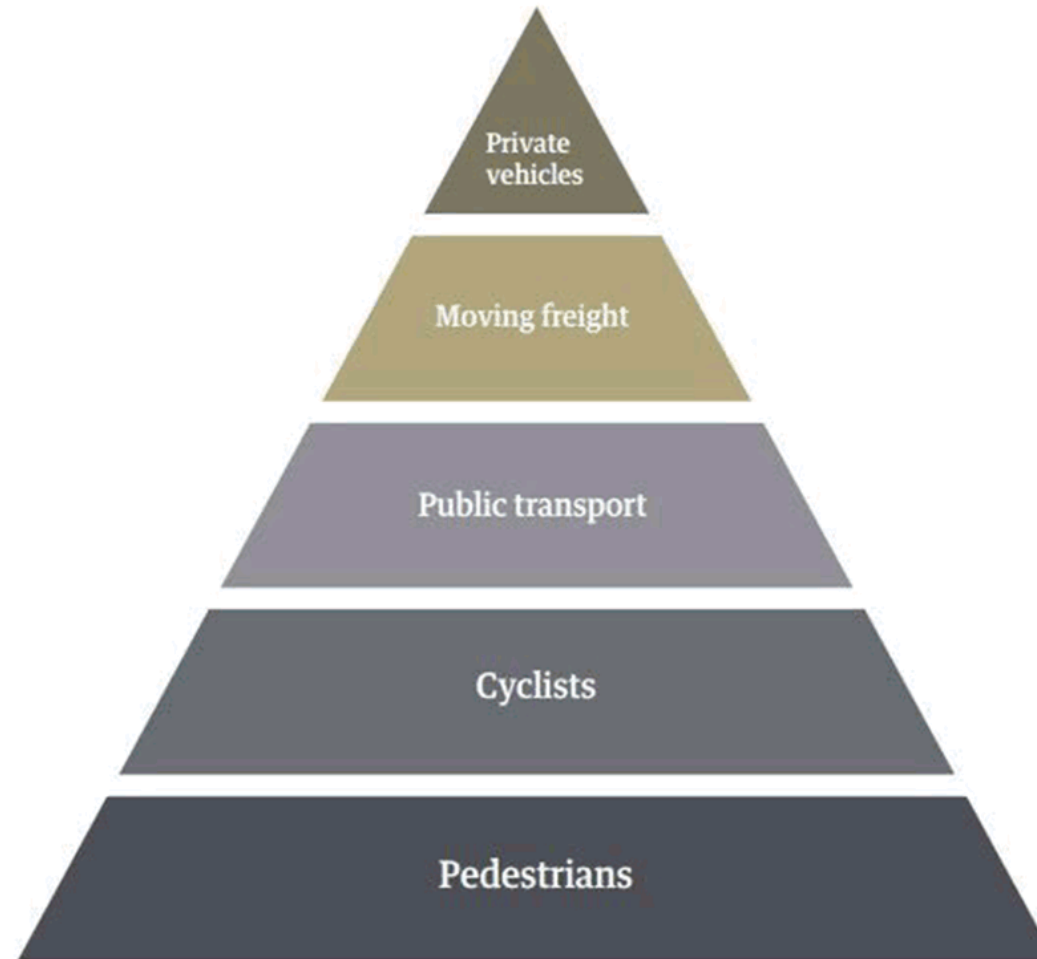 Private
vehicles
Moving freight
Public transport
Cyclists
Pedestrians